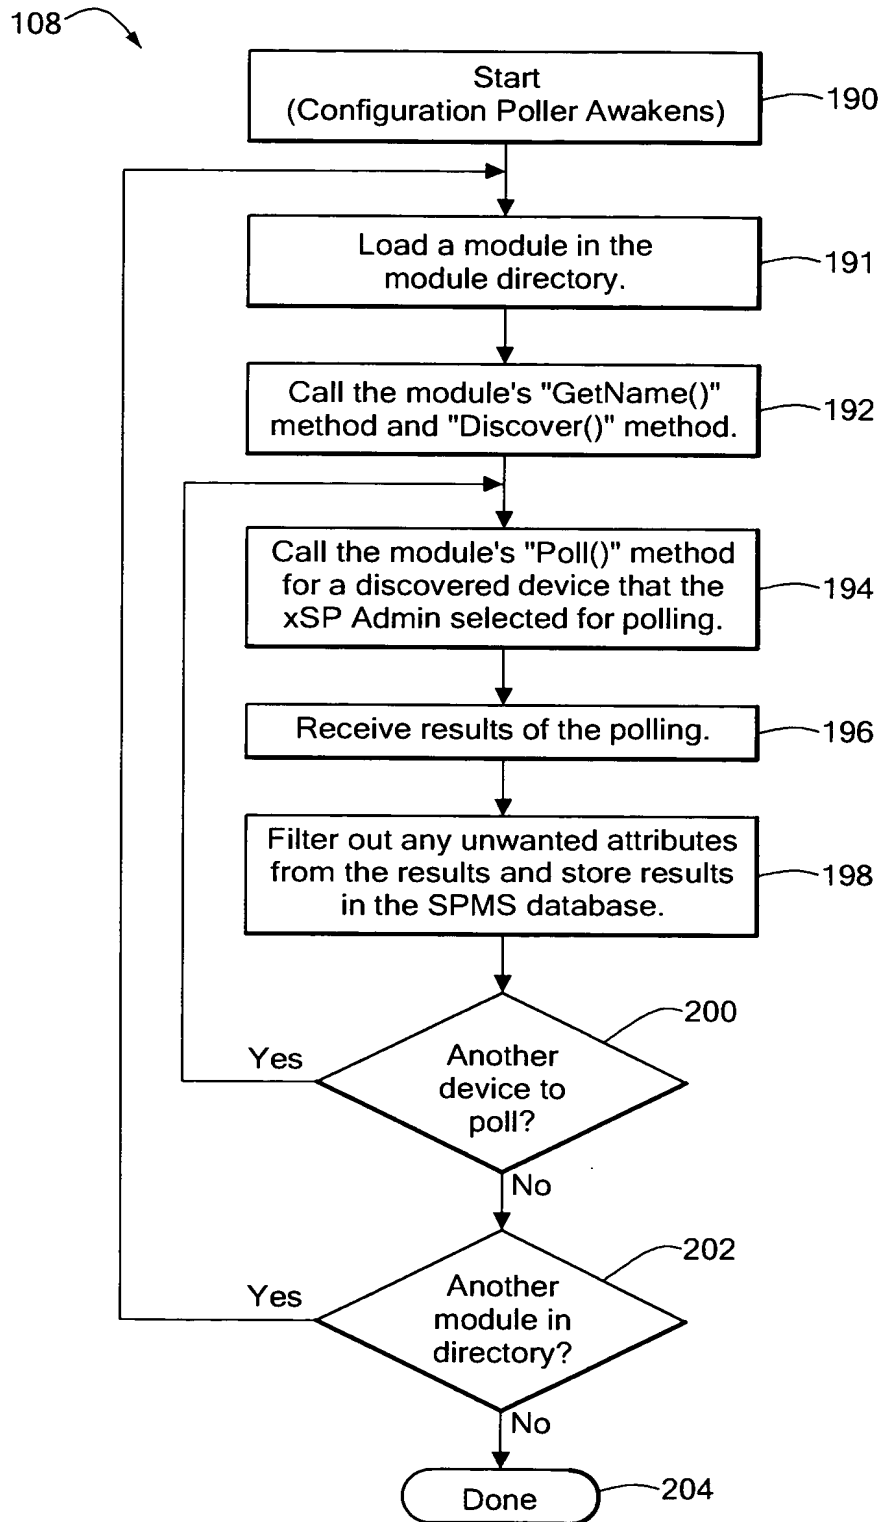 108
Start
(Configuration Poller Awakens)
190
Load a module in the
module directory.
191
Call the module's "GetName()"
method and "Discover()" method.
192
Call the module's "Poll()" method
for a discovered device that the
xSP Admin selected for polling.
194
Receive results of the polling.
196
Filter out any unwanted attributes
from the results and store results
in the SPMS database.
198
200
Yes
Another
device to
poll?
No
202
Yes
Another
module in
directory?
No
Done
204